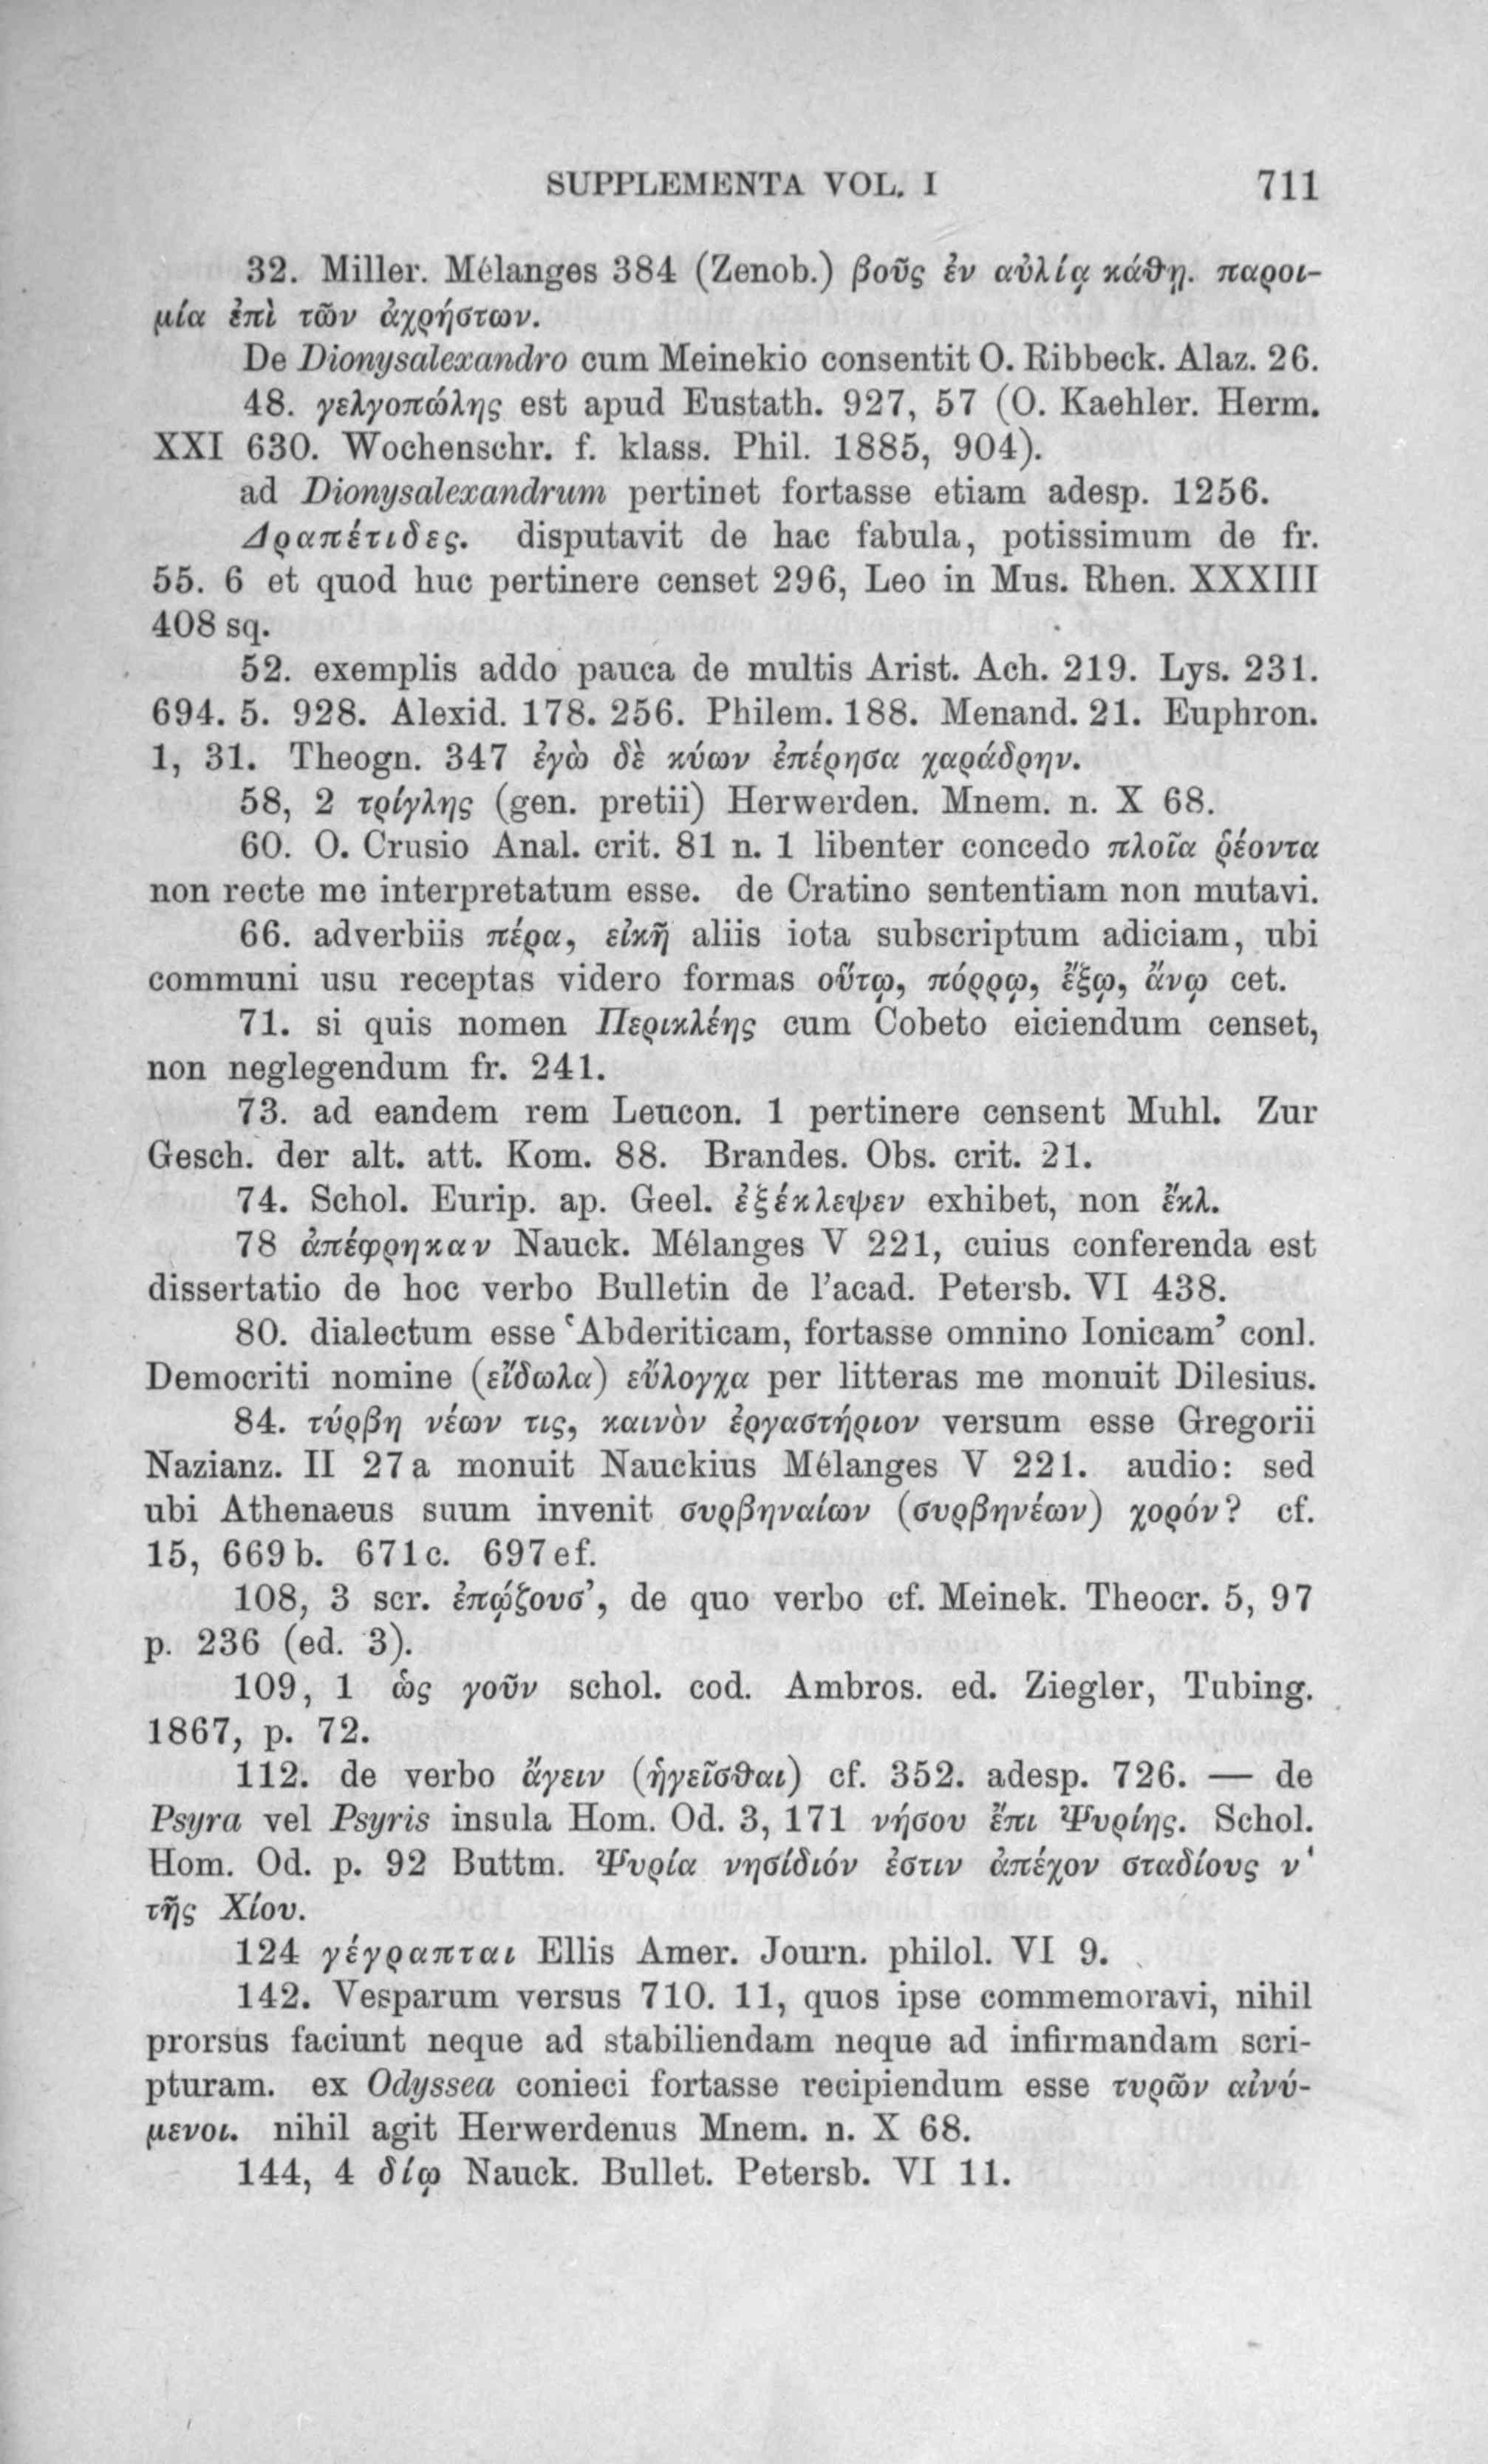 SUPPLEMENTA VOL. I 711
32. Miller. Mélanges 384 (Zenob.) βοῦς ἐν αὐλίᾳ κάθῃ. παροι-
μία ἐπὶ τῶν ἀχρήστων.
De Dionysalexandro cum Meinekio consentit O. Ribbeck. Alaz. 26.
48. γελγοπώλης est apud Eustath. 927, 57 (O. Kaehler. Herm.
XXI 630. Wochenschr. f. klass. Phil. 1885, 904).
ad Dionysalexandrum pertinet fortasse etiam adesp. 1256.
Δραπέτιδες. disputavit de hac fabula, potissimum de fr.
55. 6 et quod huc pertinere censet 296, Leo in Mus. Rhen. XXXIII
408 sq.
52. exemplis addo pauca de multis Arist. Ach. 219. Lys. 231.
694. 5. 928. Alexid. 178. 256. Philem. 188. Menand. 21. Euphron.
1, 31. Theogn. 347 ἐγὼ δὲ κύων ἐπέρησα χαράδρην.
58, 2 τρίγλης (gen. pretii) Herwerden. Mnem. n. X 68.
60. O. Crusio Anal. crit. 81 n. 1 libenter concedo πλοῖα ῥέοντα
non recte me interpretatum esse. de Cratino sententiam non mutavi.
66. adverbiis πέρα, εἰκῆ aliis iota subscriptum adiciam, ubi
communi usu receptas videro formas οὕτῳ, πόρρῳ, ἔξῳ, ἄνῳ cet.
71. si quis nomen Περικλέης cum Cobeto eiciendum censet,
non neglegendum fr. 241.
73. ad eandem rem Leucon. 1 pertinere censent Muhl. Zur
Gesch. der alt. att. Kom. 88. Brandes. Obs. crit. 21.
74. Schol. Eurip. ap. Geel. ἐξέκλεψεν exhibet, non ἔκλ.
78 ἀπέφρηκαν Nauck. Mélanges V 221, cuius conferenda est
dissertatio de hoc verbo Bulletin de l'acad. Petersb. VI 438.
80. dialectum esse ‘Abderiticam, fortasse omnino Ionicam’ conl.
Democriti nomine (εἴδωλα) εὔλογχα per litteras me monuit Dilesius.
84. τύρβη νέων τις, καινὸν ἐργαστήριον versum esse Gregorii
Nazianz. II 27 a monuit Nauckius Mélanges V 221. audio: sed
ubi Athenaeus suum invenit συρβηναίων (συρβηνέων) χορόν? cf.
15, 669 b. 671 c. 697 ef.
108, 3 scr. ἐπῴζουσ’, de quo verbo cf. Meinek. Theocr. 5, 97
p. 236 (ed. 3).
109, 1 ὡς γοῦν schol. cod. Ambros. ed. Ziegler, Tubing.
1867, p. 72.
112. de verbo ἄγειν (ἡγεῖσθαι) cf. 352. adesp. 726. — de
Psyra vel Psyris insula Hom. Od. 3, 171 νήσου ἔπι Ψυρίης. Schol.
Hom. Od. p. 92 Buttm. Ψυρία νησίδιόν ἐστιν ἀπέχον σταδίους ν‘
τῆς Χίου.
124 γέγραπται Ellis Amer. Journ. philol. VI 9.
142. Vesparum versus 710. 11, quos ipse commemoravi, nihil
prorsus faciunt neque ad stabiliendam neque ad infirmandam scri-
pturam. ex Odyssea conieci fortasse recipiendum esse τυρῶν αἰνύ-
μενοι. nihil agit Herwerdenus Mnem. n. X 68.
144, 4 δίῳ Nauck. Bullet. Petersb. VI 11.